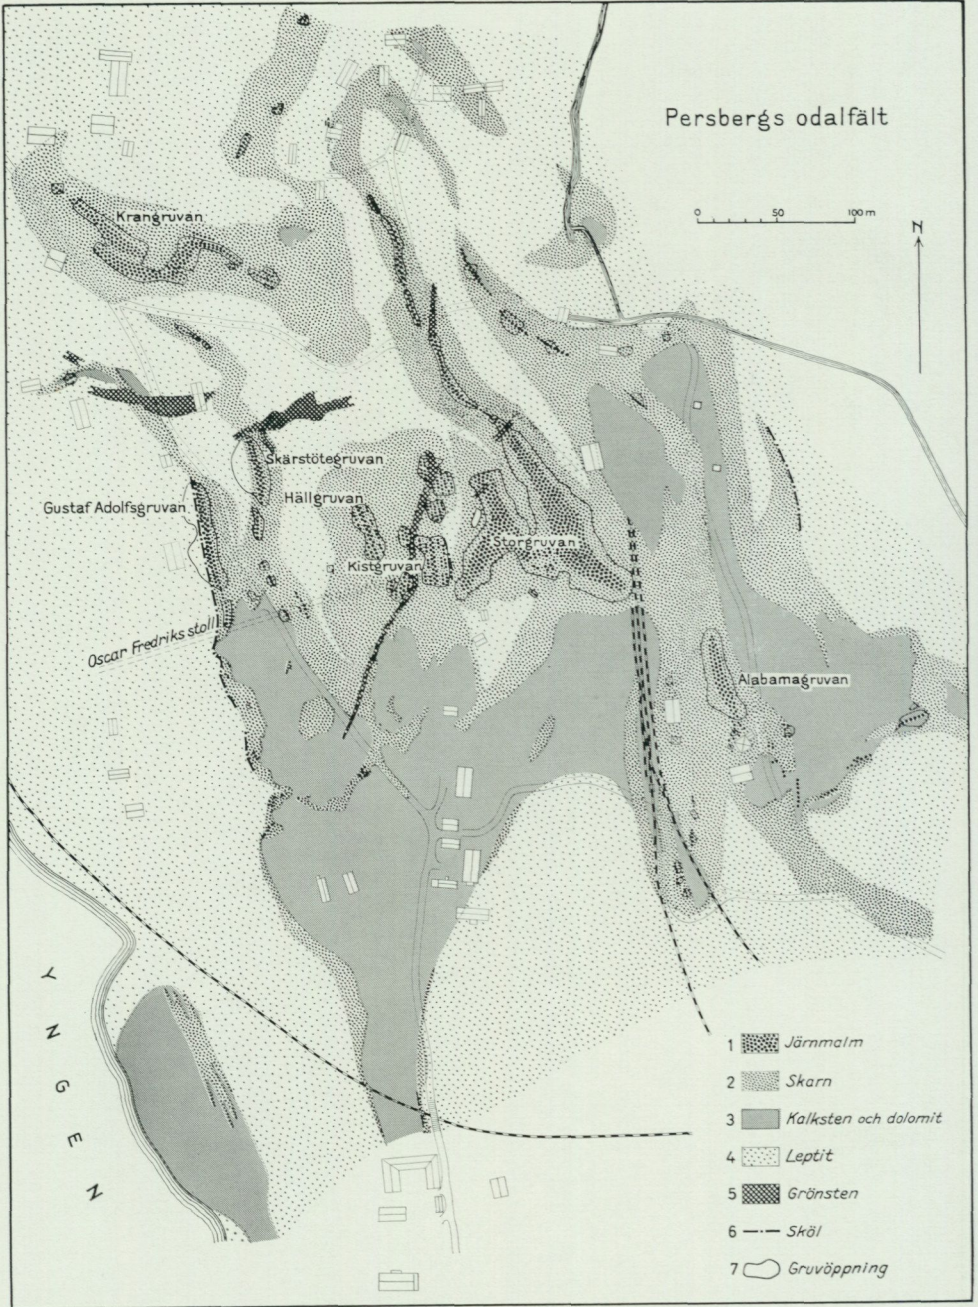 Persbergs odalfält
0 50 100 m
N
Krangruvan
Skärstötegruvan
Hällgruvan
Gustaf Adolfsgruvan
Storgruvan
Kistgruvan
Oscar Fredriks stoll
Alabamagruvan
YNGEN
1 Järnmalm
2 Skarn
3 Kalksten och dolomit
4 Leptit
5 Grönsten
6 Sköl
7 Gruvöppning